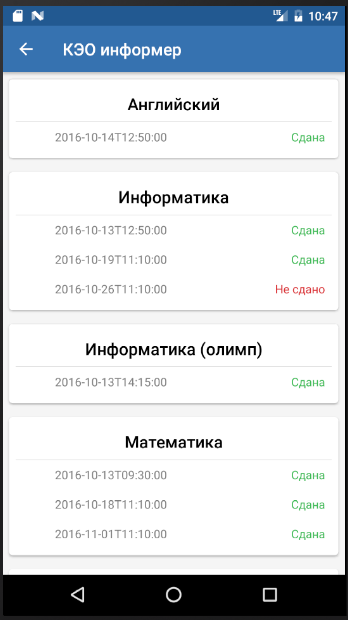 LTE 10:47
КЭО информер
Английский
2016-10-14T12:50:00 Сдана
Информатика
2016-10-13T12:50:00 Сдана
2016-10-19T11:10:00 Сдана
2016-10-26T11:10:00 Не сдано
Информатика (олимп)
2016-10-13T14:15:00 Сдана
Математика
2016-10-13T09:30:00 Сдана
2016-10-18T11:10:00 Сдана
2016-11-01T11:10:00 Сдана